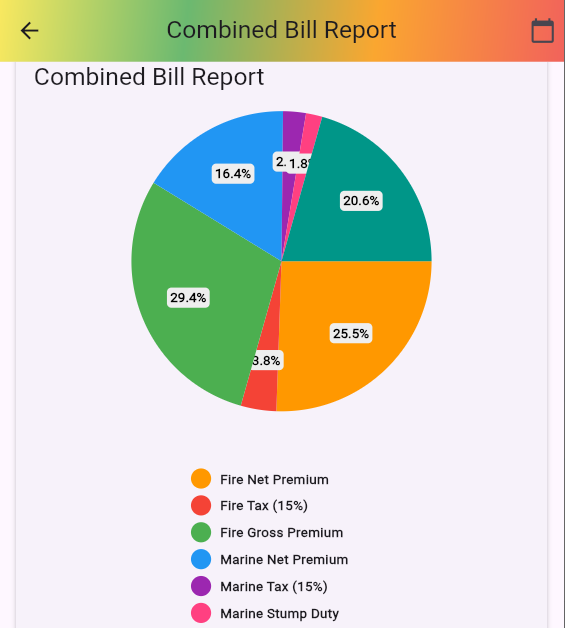 Combined Bill Report
Combined Bill Report
2.
1.8
16.4%
20.6%
29.4%
25.5%
3.8%
Fire Net Premium
Fire Tax (15%)
Fire Gross Premium
Marine Net Premium
Marine Tax (15%)
Marine Stump Duty